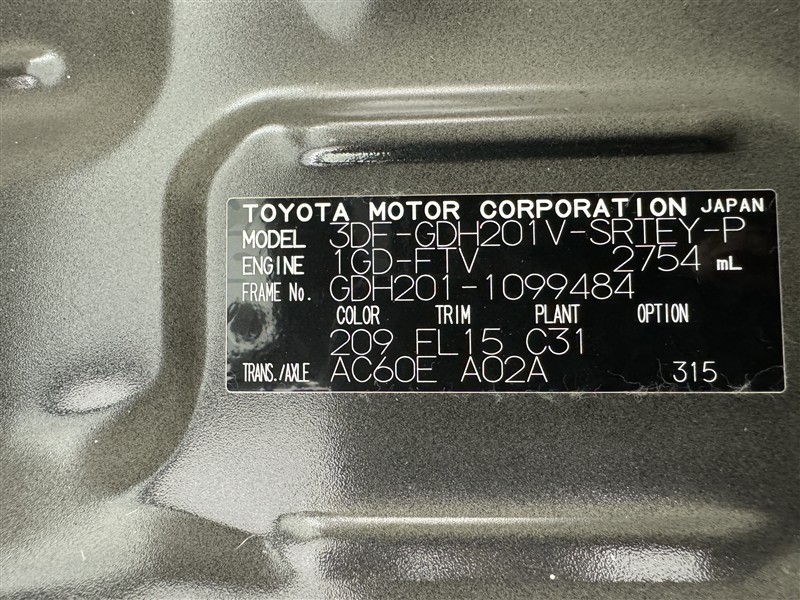 TOYOTA MOTOR CORPORATION JAPAN
MODEL 3DF-GDH201V-SRTEY-P
ENGINE 1GD-FTV 2754 mL
FRAME No. GDH201-1099484
COLOR TRIM PLANT OPTION
209 FL15 C31
TRANS./AXLE AC60E A02A 315